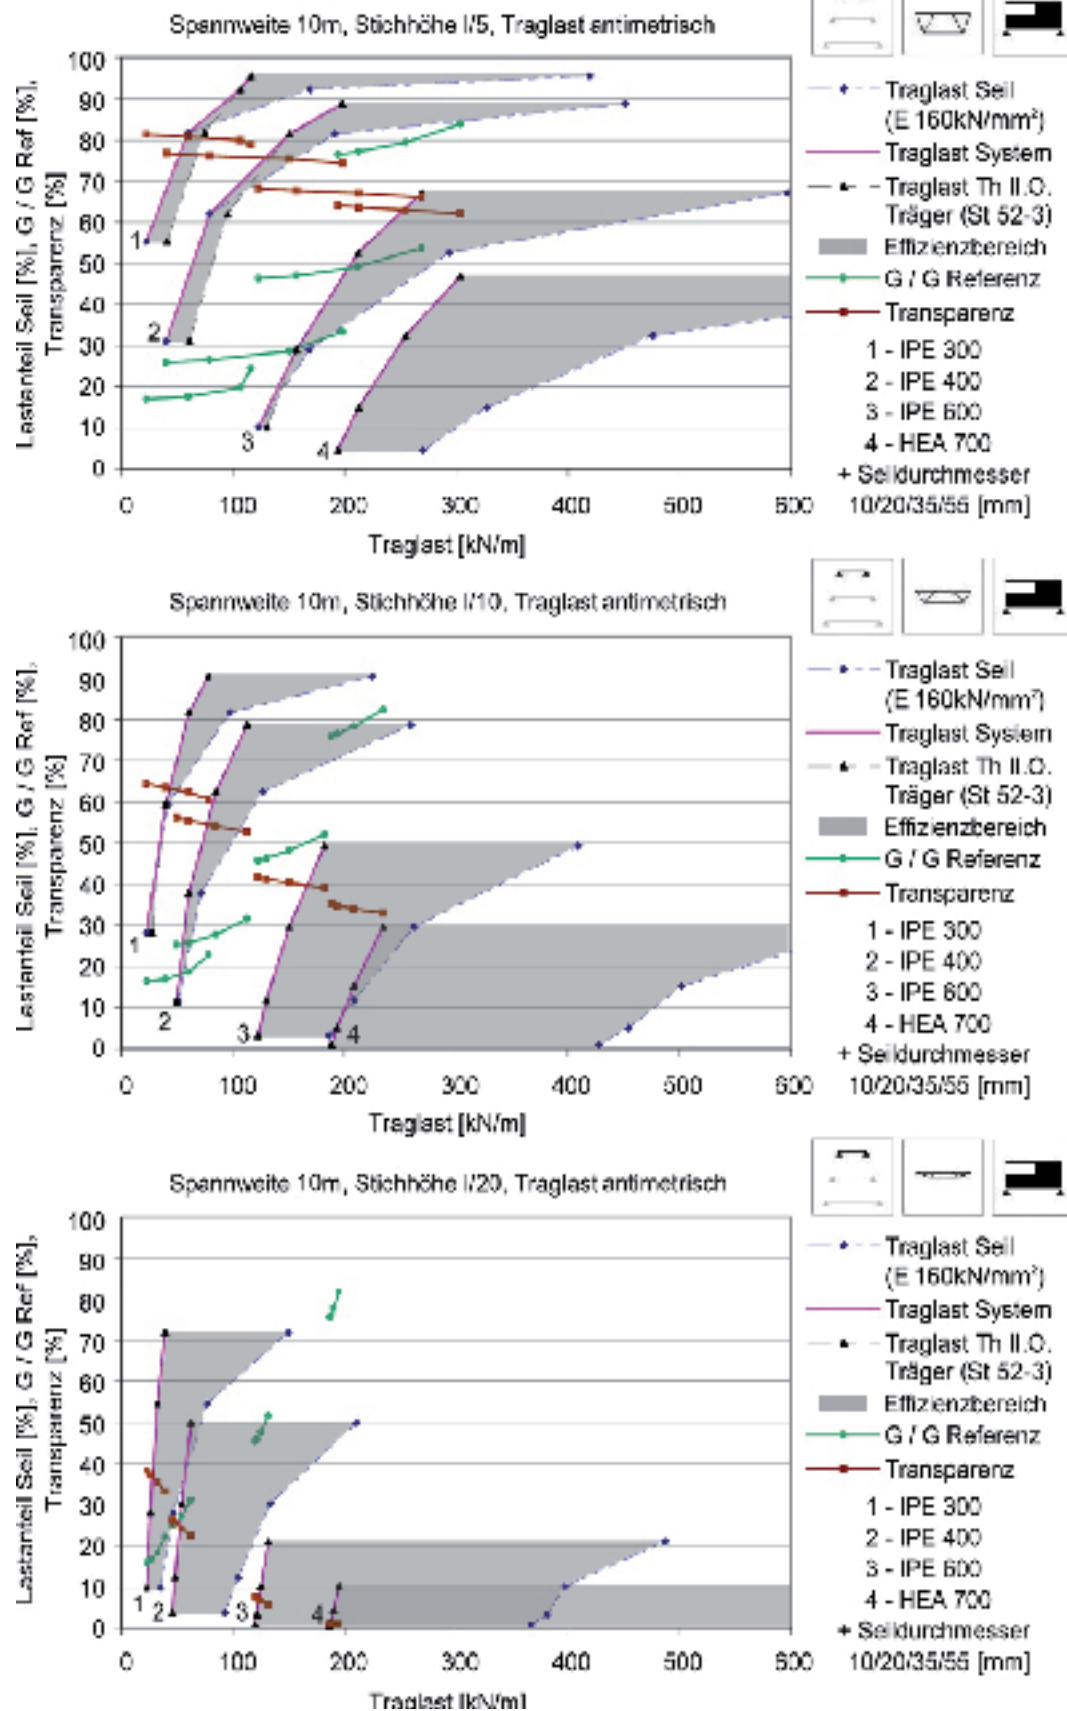 Spannweite 10m, Stichhöhe l/5, Traglast antimetrisch
Lastanteil Seil [%], G / G Ref [%],
Transparenz [%]
100
90
80
70
60
50
40
30
20
10
0
1
2
3
4
0 100 200 300 400 500 600
Traglast [kN/m]
Traglast Seil
(E 160kN/mm²)
Traglast System
Traglast Th II.O.
Träger (St 52-3)
Effizienzbereich
G / G Referenz
Transparenz
1 - IPE 300
2 - IPE 400
3 - IPE 600
4 - HEA 700
+ Seildurchmesser
10/20/35/55 [mm]
Spannweite 10m, Stichhöhe l/10, Traglast antimetrisch
Lastanteil Seil [%], G / G Ref [%],
Transparenz [%]
100
90
80
70
60
50
40
30
20
10
0
1
2
3
4
0 100 200 300 400 500 600
Traglast [kN/m]
Traglast Seil
(E 160kN/mm²)
Traglast System
Traglast Th II.O.
Träger (St 52-3)
Effizienzbereich
G / G Referenz
Transparenz
1 - IPE 300
2 - IPE 400
3 - IPE 600
4 - HEA 700
+ Seildurchmesser
10/20/35/55 [mm]
Spannweite 10m, Stichhöhe l/20, Traglast antimetrisch
Lastanteil Seil [%], G / G Ref [%],
Transparenz [%]
100
90
80
70
60
50
40
30
20
10
0
1
2
3
4
0 100 200 300 400 500 600
Traglast [kN/m]
Traglast Seil
(E 160kN/mm²)
Traglast System
Traglast Th II.O.
Träger (St 52-3)
Effizienzbereich
G / G Referenz
Transparenz
1 - IPE 300
2 - IPE 400
3 - IPE 600
4 - HEA 700
+ Seildurchmesser
10/20/35/55 [mm]